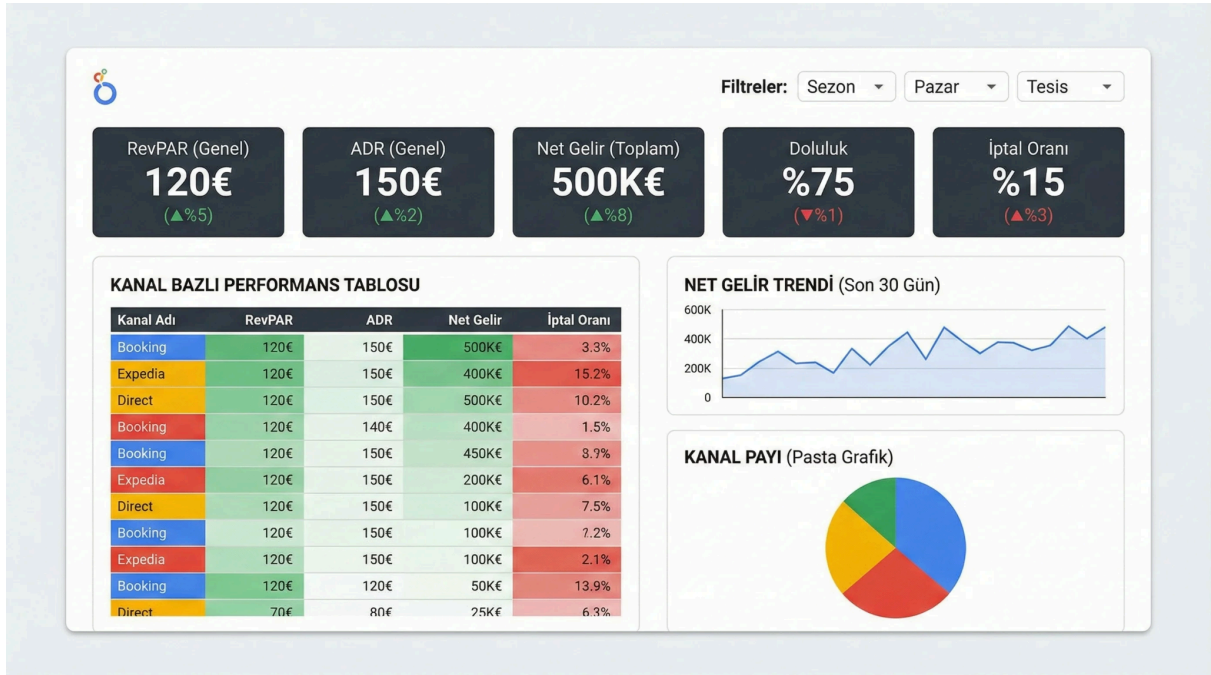 Filtreler: Sezon Pazar Tesis
RevPAR (Genel)
120€
(▲%5)
ADR (Genel)
150€
(▲%2)
Net Gelir (Toplam)
500K€
(▲%8)
Doluluk
%75
(▼%1)
İptal Oranı
%15
(▲%3)
KANAL BAZLI PERFORMANS TABLOSU
Kanal Adı RevPAR ADR Net Gelir İptal Oranı
Booking 120€ 150€ 500K€ 3.3%
Expedia 120€ 150€ 400K€ 15.2%
Direct 120€ 150€ 500K€ 10.2%
Booking 120€ 140€ 400K€ 1.5%
Booking 120€ 150€ 450K€
Expedia 120€ 150€ 200K€ 6.1%
Direct 120€ 150€ 100K€ 7.5%
Booking 120€ 150€ 100K€
Expedia 120€ 150€ 100K€ 2.1%
Booking 120€ 120€ 50K€ 13.9%
Direct 70€ 80€ 25K€ 6.3%
NET GELİR TRENDİ (Son 30 Gün)
600K
400K
200K
0
KANAL PAYI (Pasta Grafik)